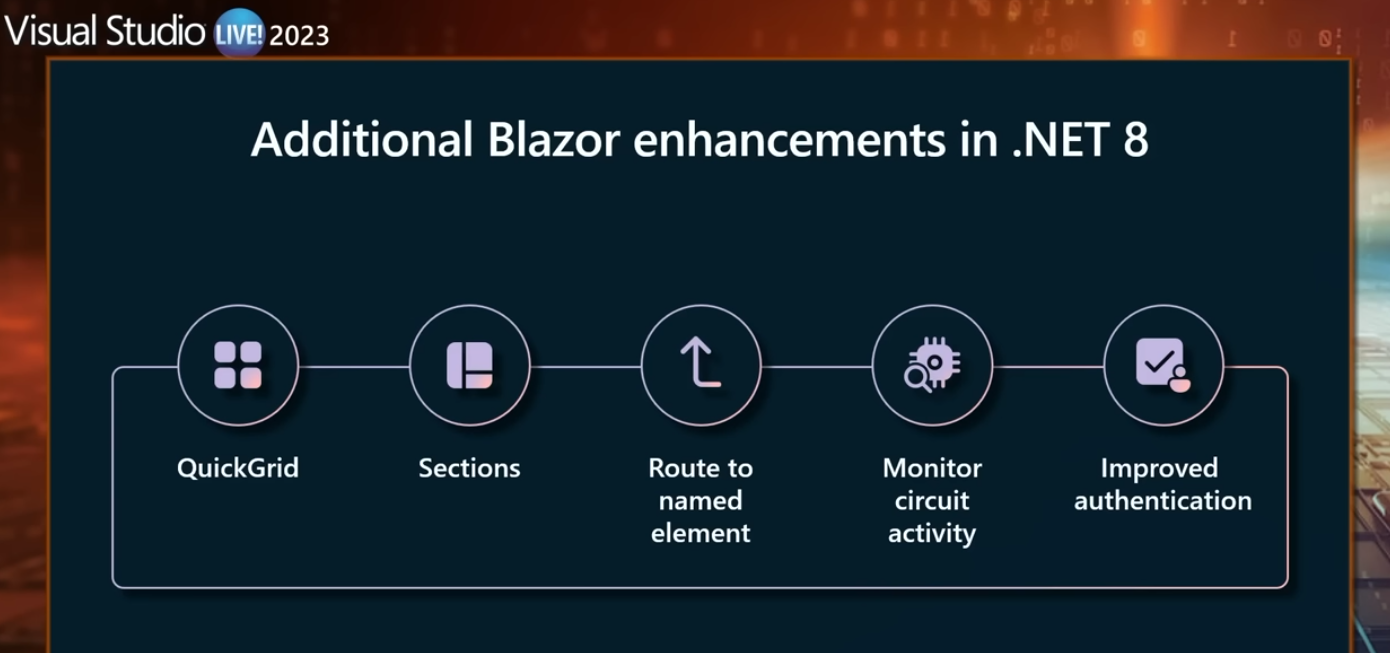 Visual Studio LIVE! 2023
Additional Blazor enhancements in .NET 8
QuickGrid
Sections
Route to
named
element
Monitor
circuit
activity
Improved
authentication